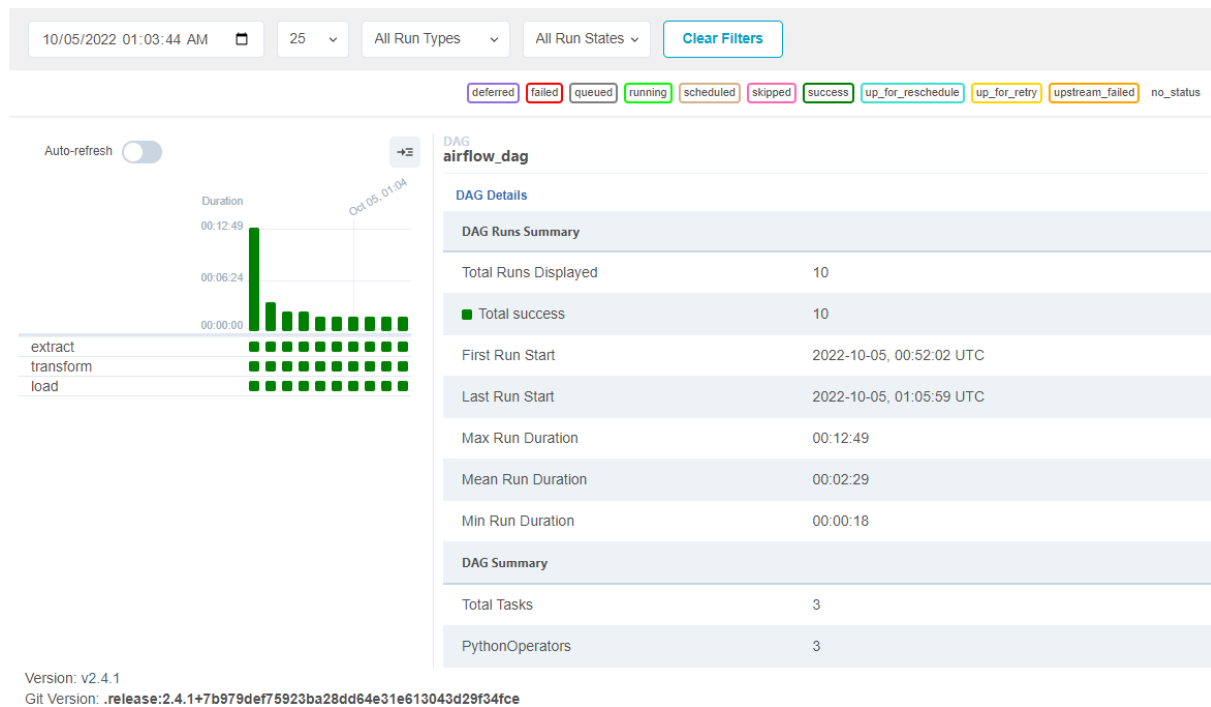 10/05/2022 01:03:44 AM 25 All Run Types All Run States Clear Filters
deferred failed queued running scheduled skipped success up_for_reschedule up_for_retry upstream_failed no_status
Auto-refresh
Duration
Oct 05, 01:04
00:12:49
00:06:24
00:00:00
extract
transform
load
DAG
airflow_dag
DAG Details
DAG Runs Summary
Total Runs Displayed 10
Total success 10
First Run Start 2022-10-05, 00:52:02 UTC
Last Run Start 2022-10-05, 01:05:59 UTC
Max Run Duration 00:12:49
Mean Run Duration 00:02:29
Min Run Duration 00:00:18
DAG Summary
Total Tasks 3
PythonOperators 3
Version: v2.4.1
Git Version: .release:2.4.1+7b979def75923ba28dd64e31e613043d29f34fce